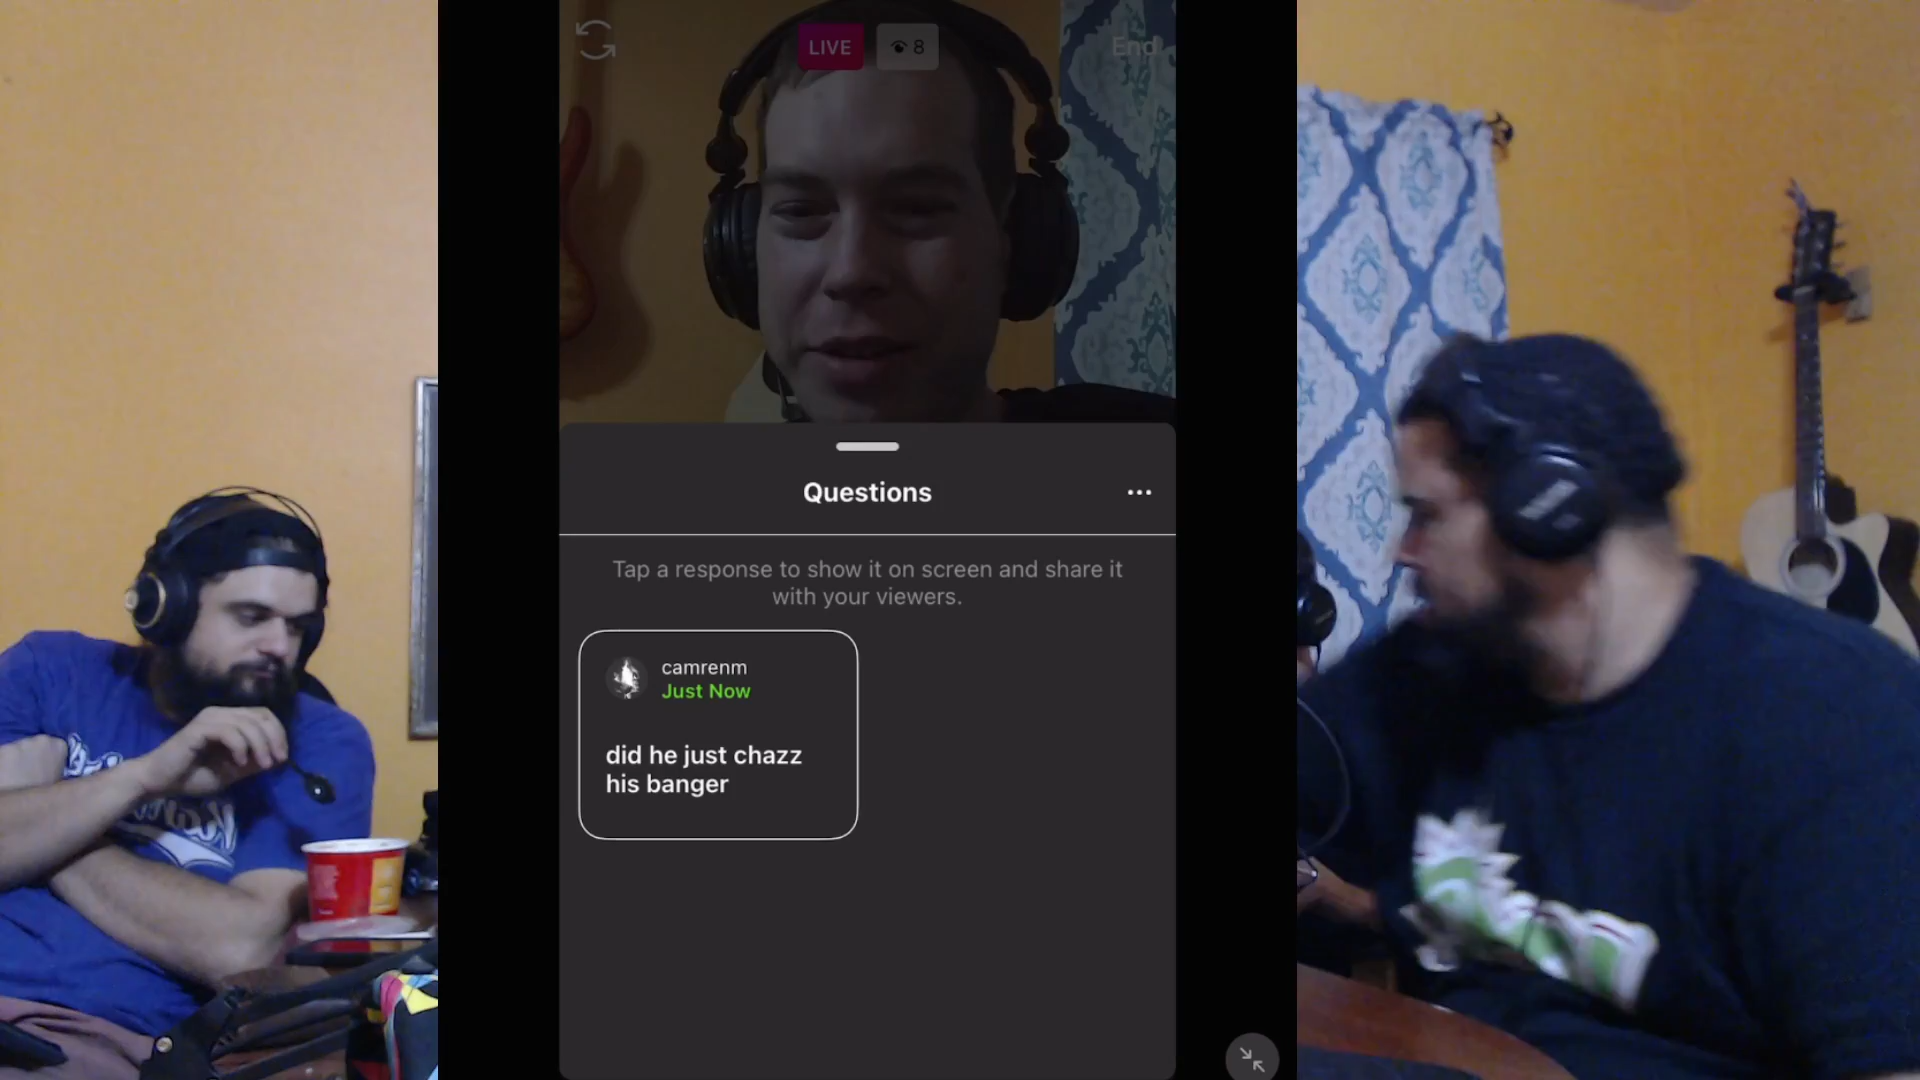 LIVE
8
End
Questions
Tap a response to show it on screen and share it
with your viewers.
camrenm
Just Now
did he just chazz
his banger